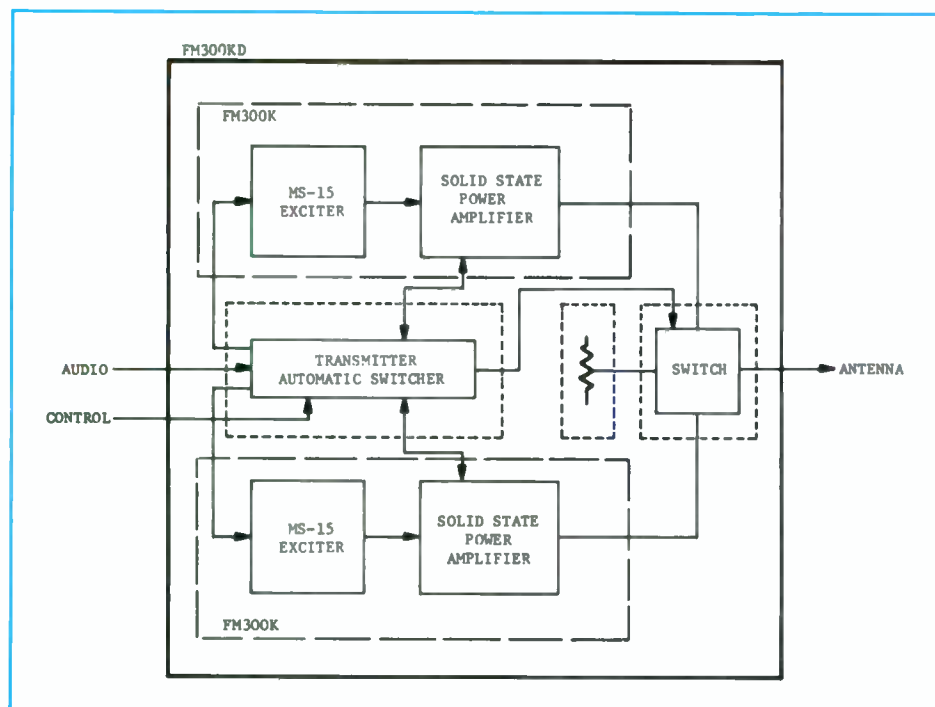 FM300KD
FM300K
MS-15
EXCITER
SOLID STATE
POWER
AMPLIFIER
AUDIO
CONTROL
TRANSMITTER
AUTOMATIC SWITCHER
SWITCH
ANTENNA
MS-15
EXCITER
SOLID STATE
POWER
AMPLIFIER
FM300K